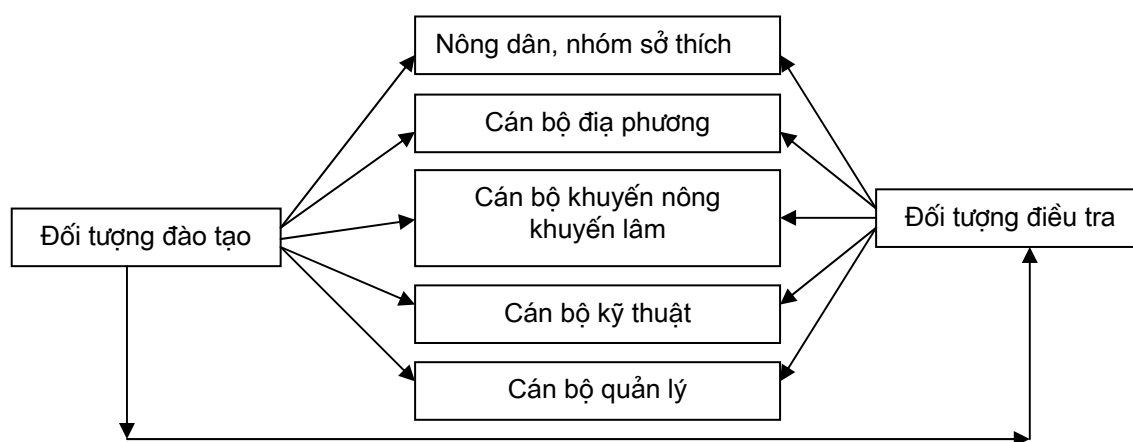 Nông dân, nhóm sở thích
Cán bộ điạ phương
Cán bộ khuyến nông
khuyến lâm
Đối tượng đào tạo
Đối tượng điều tra
Cán bộ kỹ thuật
Cán bộ quản lý